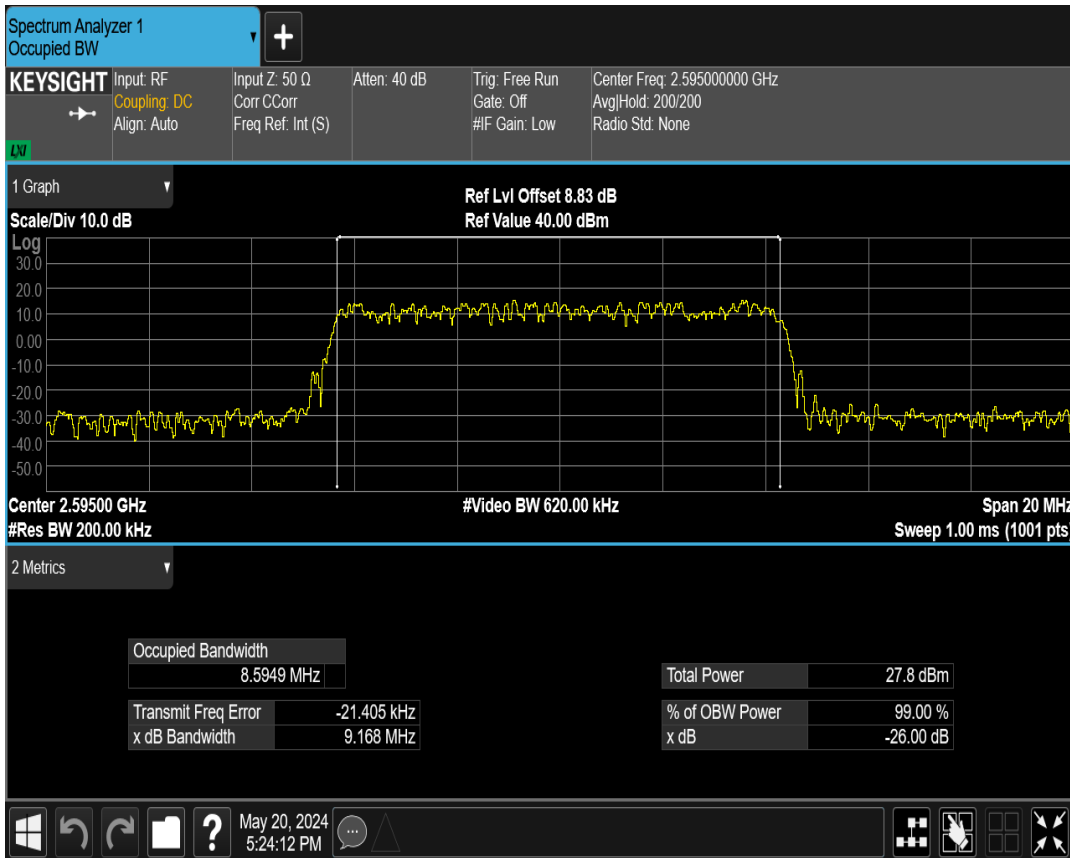 Spectrum Analyzer 1
Occupied BW
+
KEYSIGHT
Input: RF
Coupling: DC
Align: Auto
Input Z: 50 Ω
Corr CCorr
Freq Ref: Int (S)
Atten: 40 dB
Trig: Free Run
Gate: Off
#IF Gain: Low
Center Freq: 2.595000000 GHz
Avg|Hold: 200/200
Radio Std: None
LXI
1 Graph
Scale/Div 10.0 dB
Ref Lvl Offset 8.83 dB
Ref Value 40.00 dBm
Log
30.0
20.0
10.0
0.00
-10.0
-20.0
-30.0
-40.0
-50.0
Center 2.59500 GHz
#Res BW 200.00 kHz
#Video BW 620.00 kHz
Span 20 MHz
Sweep 1.00 ms (1001 pts)
2 Metrics
Occupied Bandwidth
8.5949 MHz
Transmit Freq Error -21.405 kHz
x dB Bandwidth 9.168 MHz
Total Power 27.8 dBm
% of OBW Power 99.00 %
x dB -26.00 dB
?
May 20, 2024
5:24:12 PM